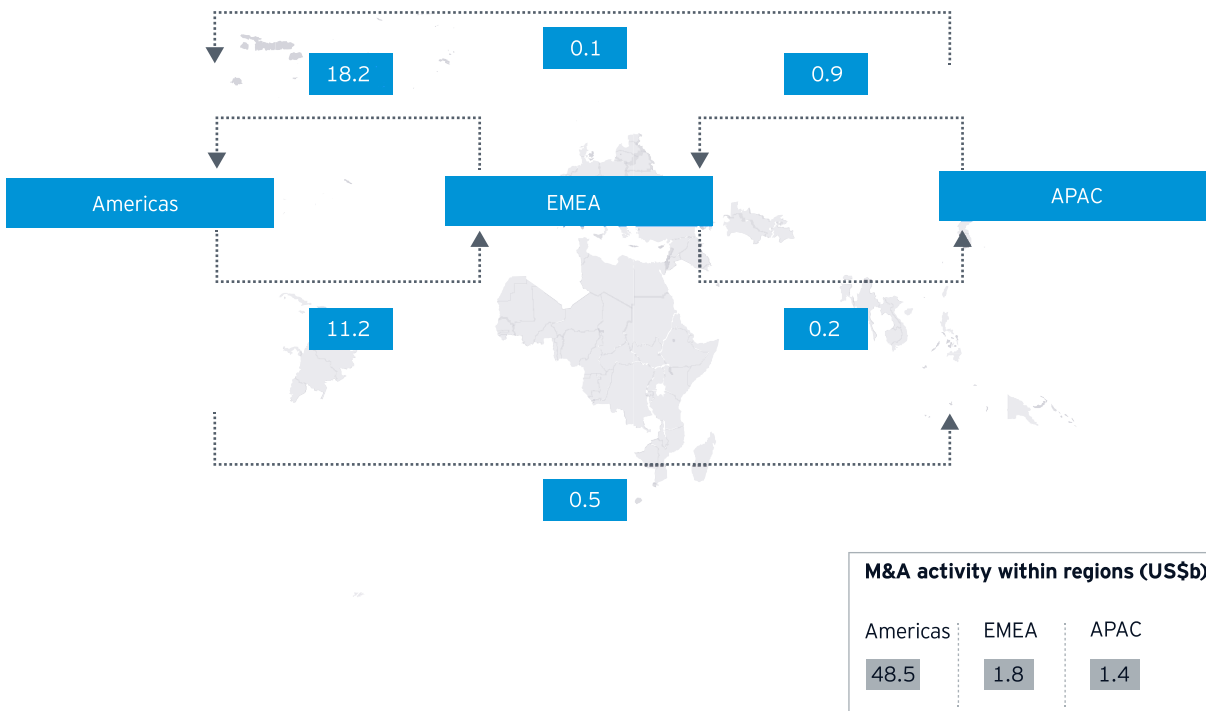 0.1
18.2
0.9
Americas
EMEA
APAC
11.2
0.2
0.5
M&A activity within regions (US$b)
Americas
EMEA
APAC
48.5
1.8
1.4